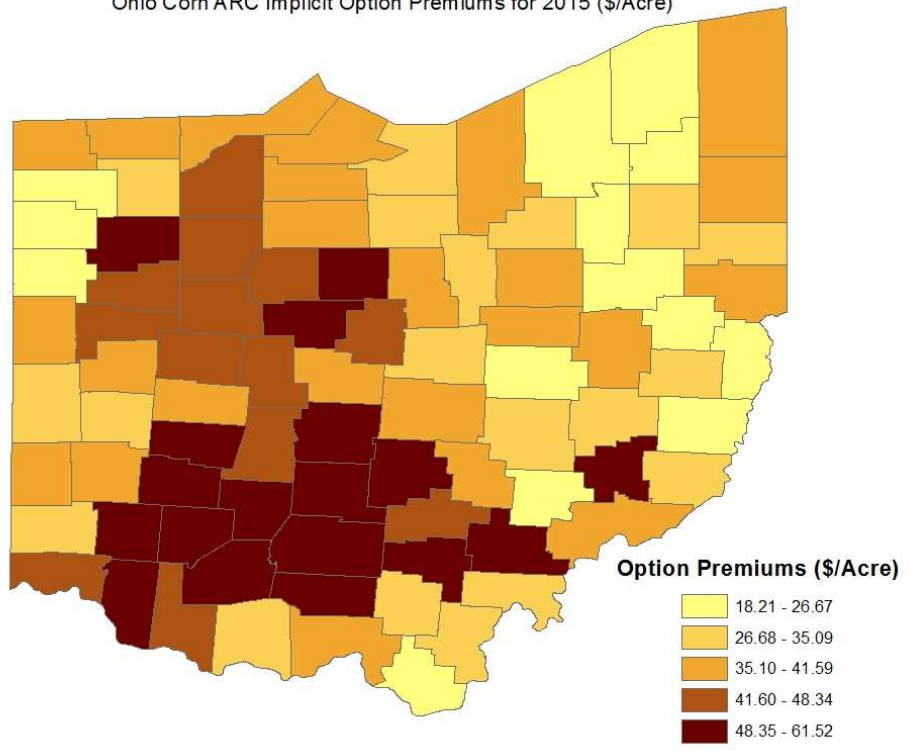 Ohio Corn ARC Implicit Option Premiums for 2015 ($/Acre)
Option Premiums ($/Acre)
18.21 - 26.67
26.68 - 35.09
35.10 - 41.59
41.60 - 48.34
48.35 - 61.52